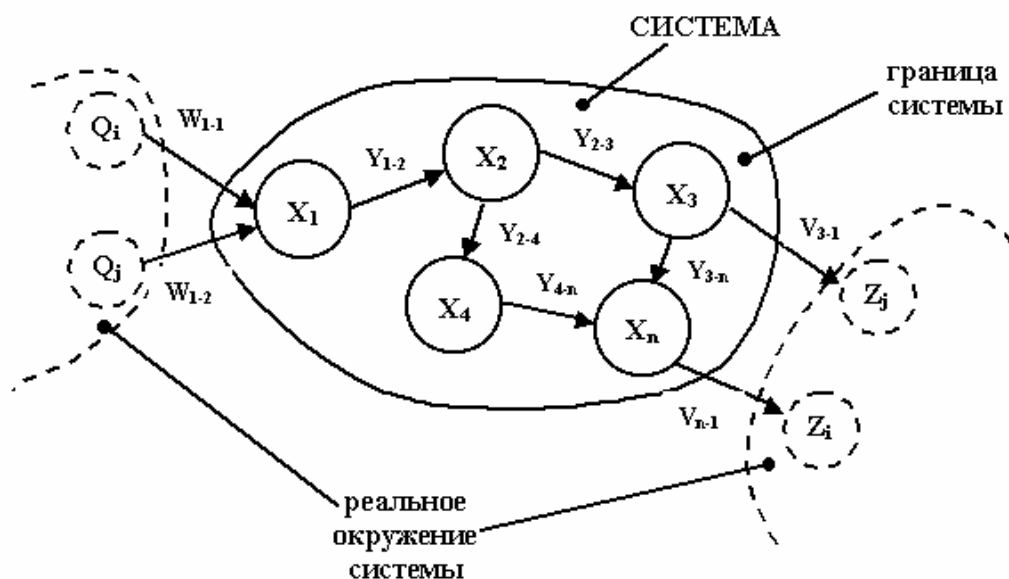 СИСТЕМА
граница
системы
Qi
W1-1
X1
Y1-2
X2
Y2-3
X3
V3-1
Qj
W1-2
Y2-4
X4
Y4-n
Y3-n
Xn
Zj
Vn-1
Zi
реальное
окружение
системы